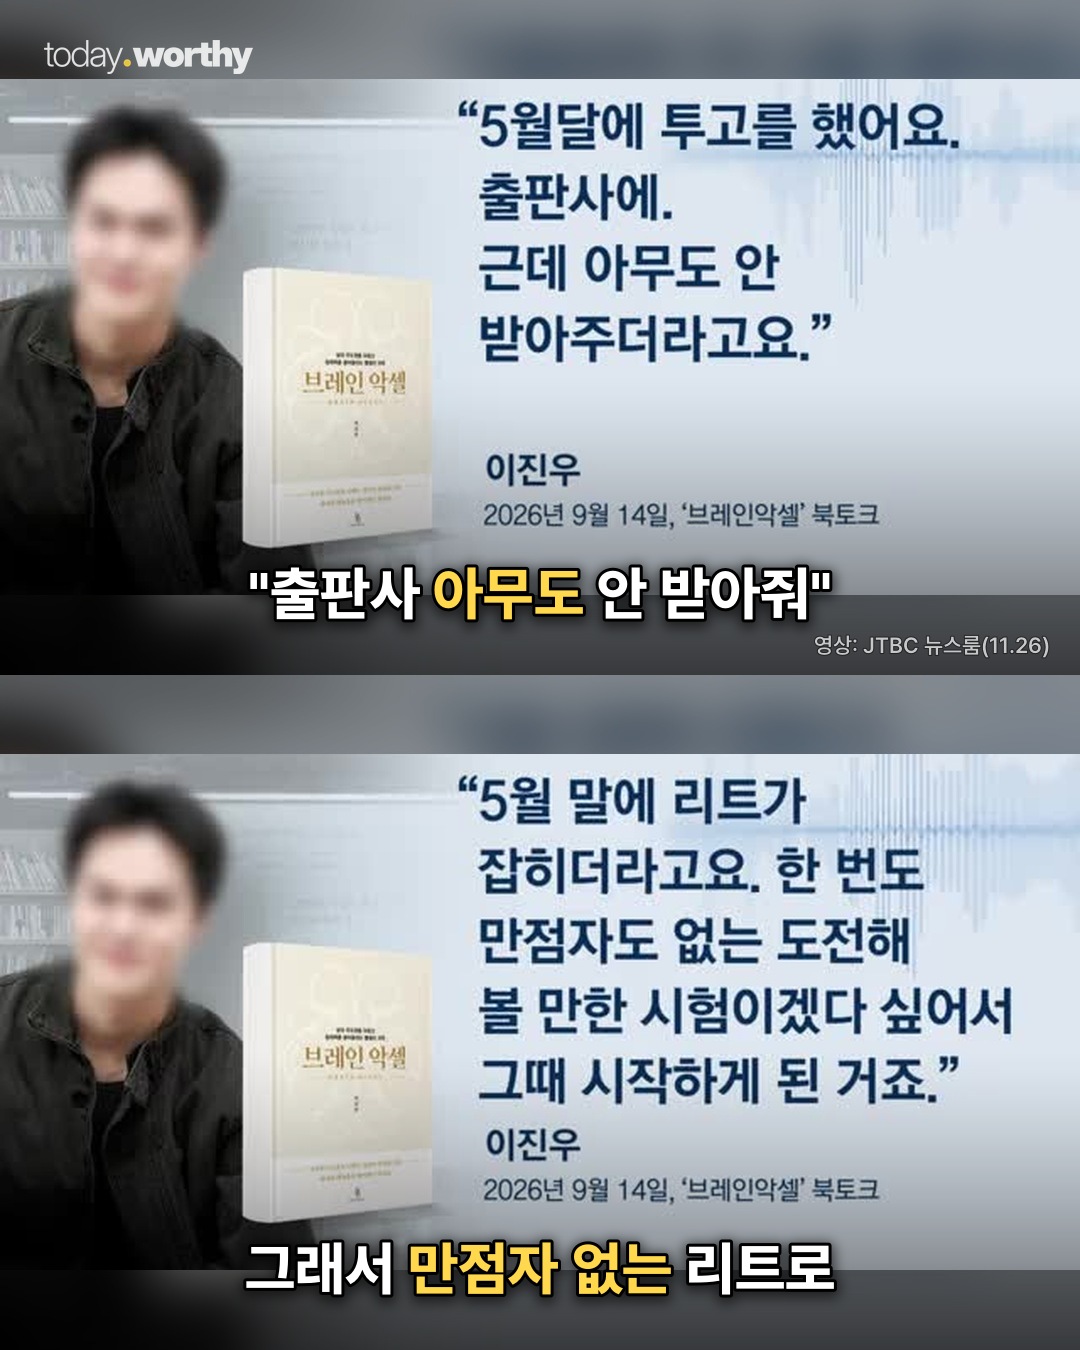 today.worthy
“5월달에 투고를 했어요.
출판사에.
근데 아무도 안
받아주더라고요.”
브레인 악셀
이진우
2026년 9월 14일, ‘브레인악셀’ 북토크
"출판사 아무도 안 받아줘"
영상: JTBC 뉴스룸(11.26)
“5월 말에 리트가
잡히더라고요. 한 번도
만점자도 없는 도전해
볼 만한 시험이겠다 싶어서
그때 시작하게 된 거죠.”
브레인 악셀
이진우
2026년 9월 14일, ‘브레인악셀’ 북토크
그래서 만점자 없는 리트로